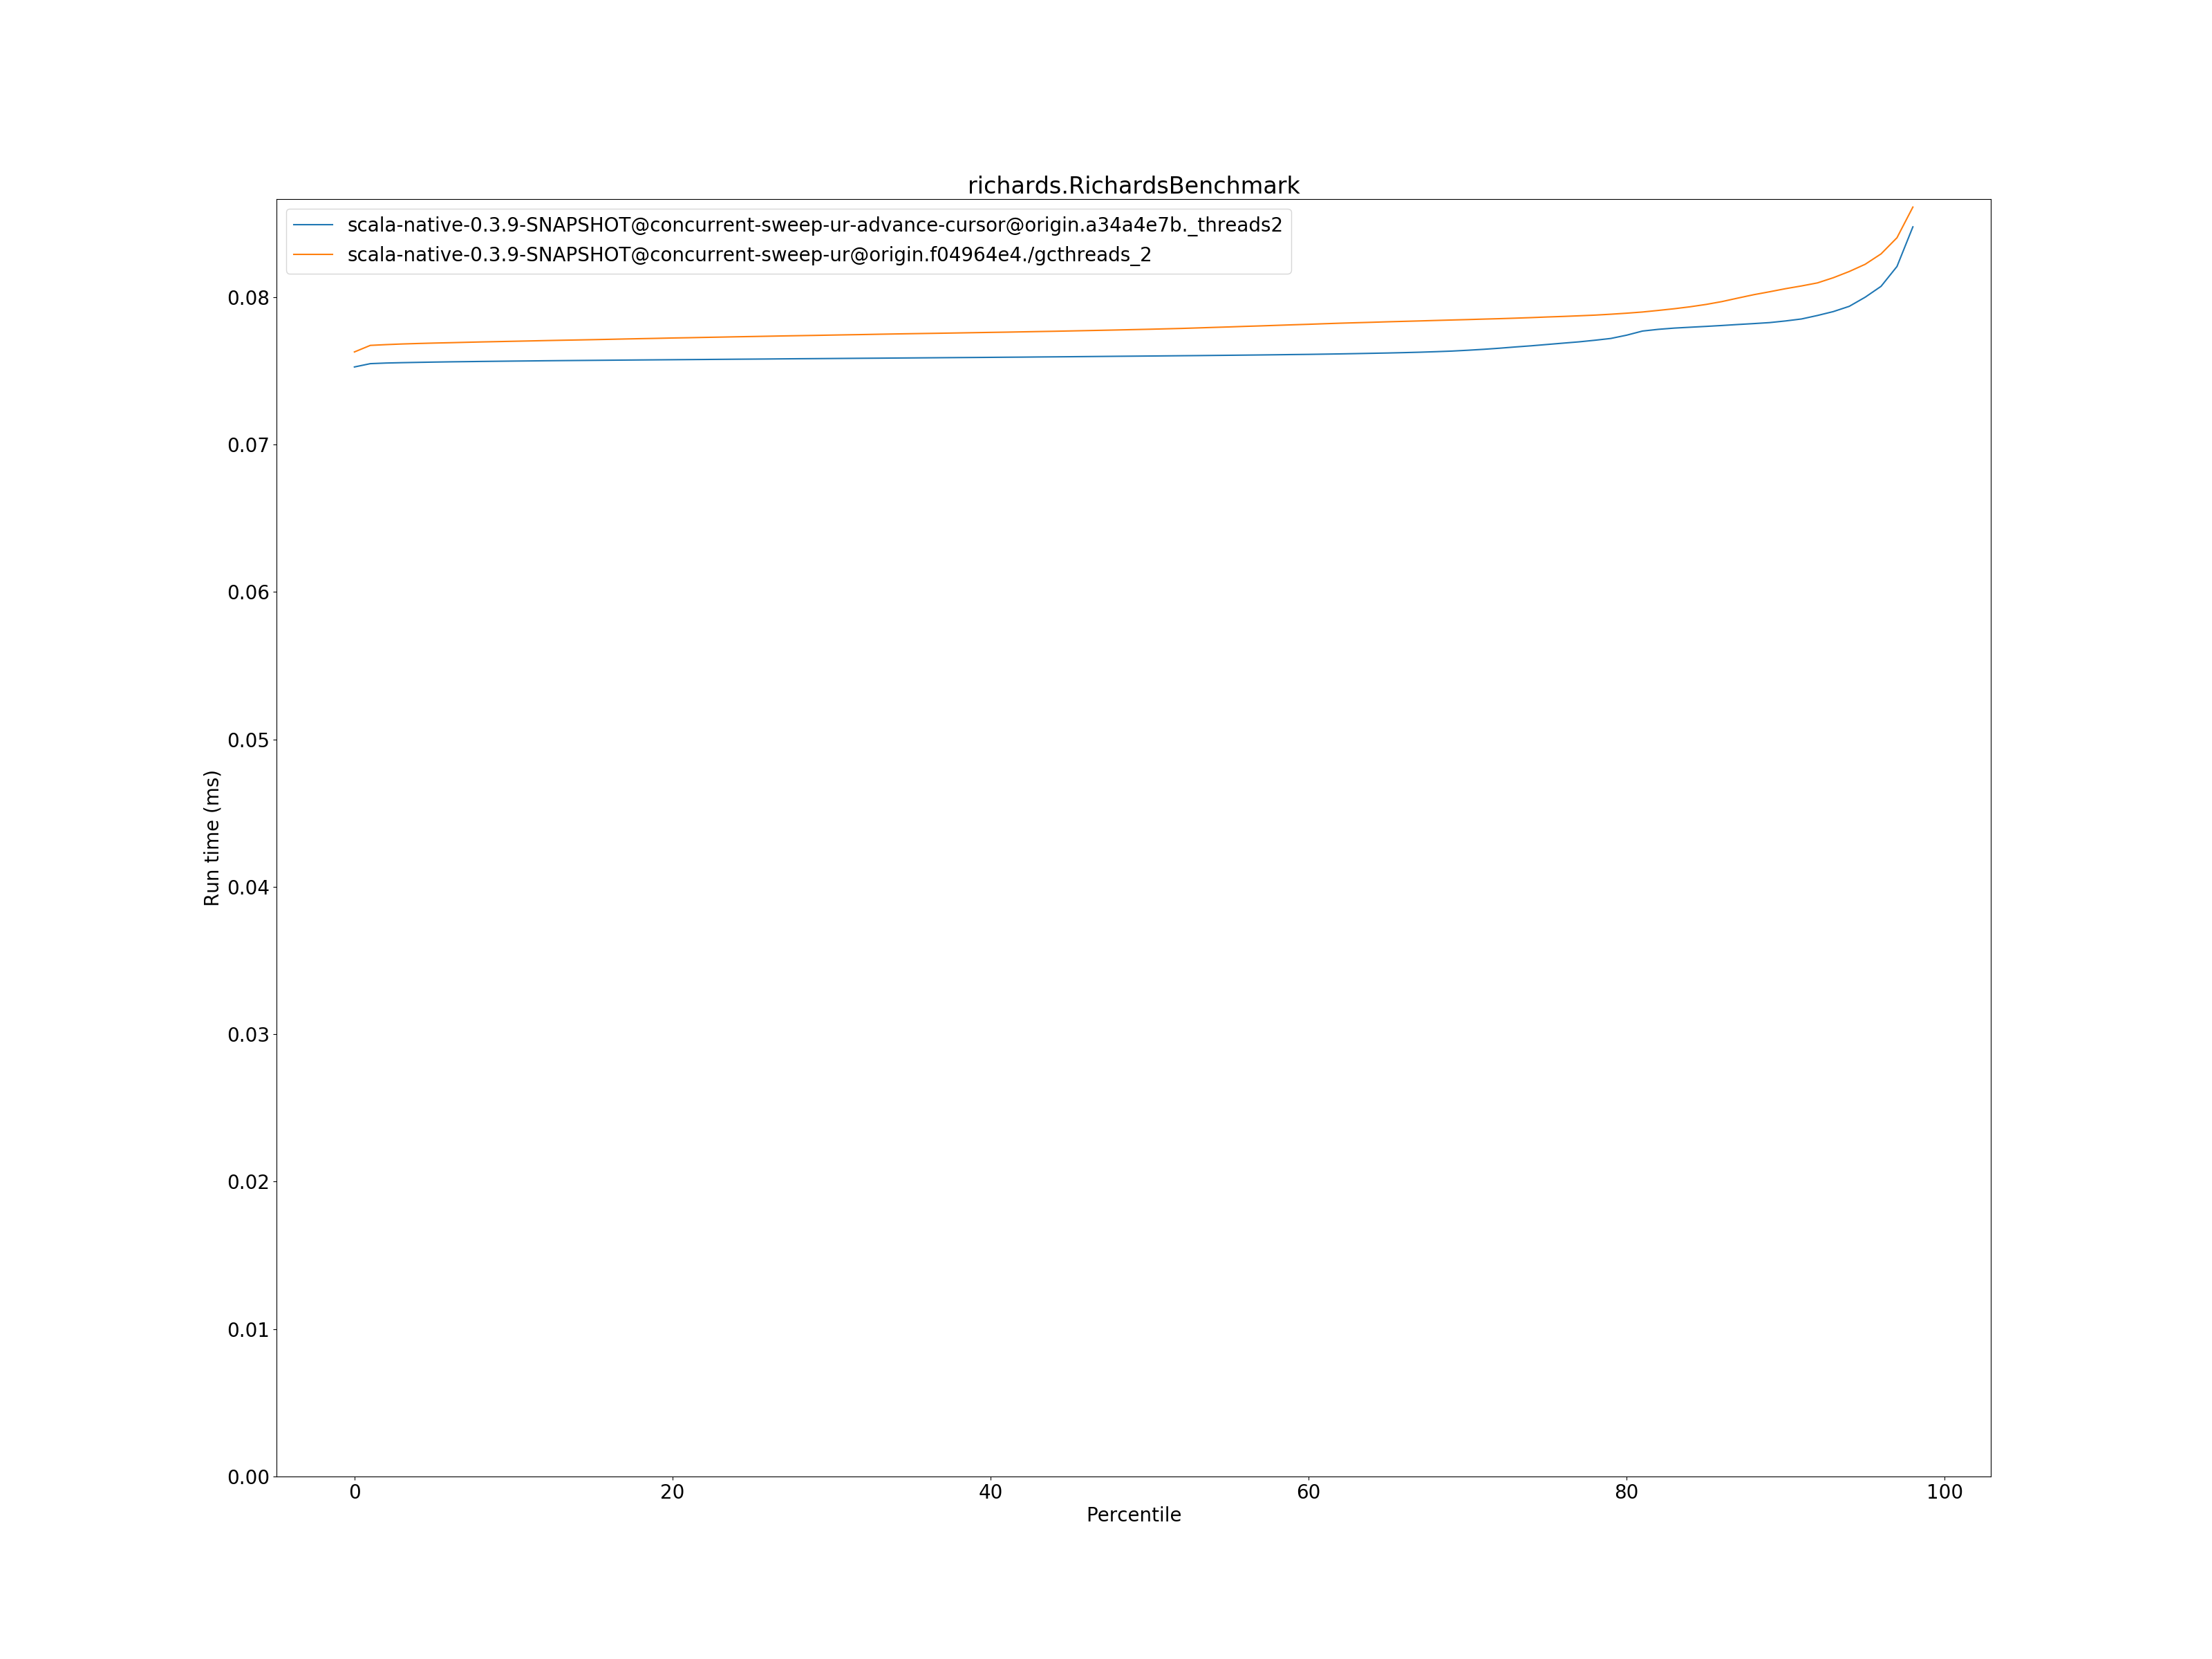 richards.RichardsBenchmark
scala-native-0.3.9-SNAPSHOT@concurrent-sweep-ur-advance-cursor@origin.a34a4e7b._threads2
scala-native-0.3.9-SNAPSHOT@concurrent-sweep-ur@origin.f04964e4./gcthreads_2
0.08
0.07
0.06
0.05
0.04
0.03
0.02
0.01
0.00
Run time (ms)
0 20 40 60 80 100
Percentile